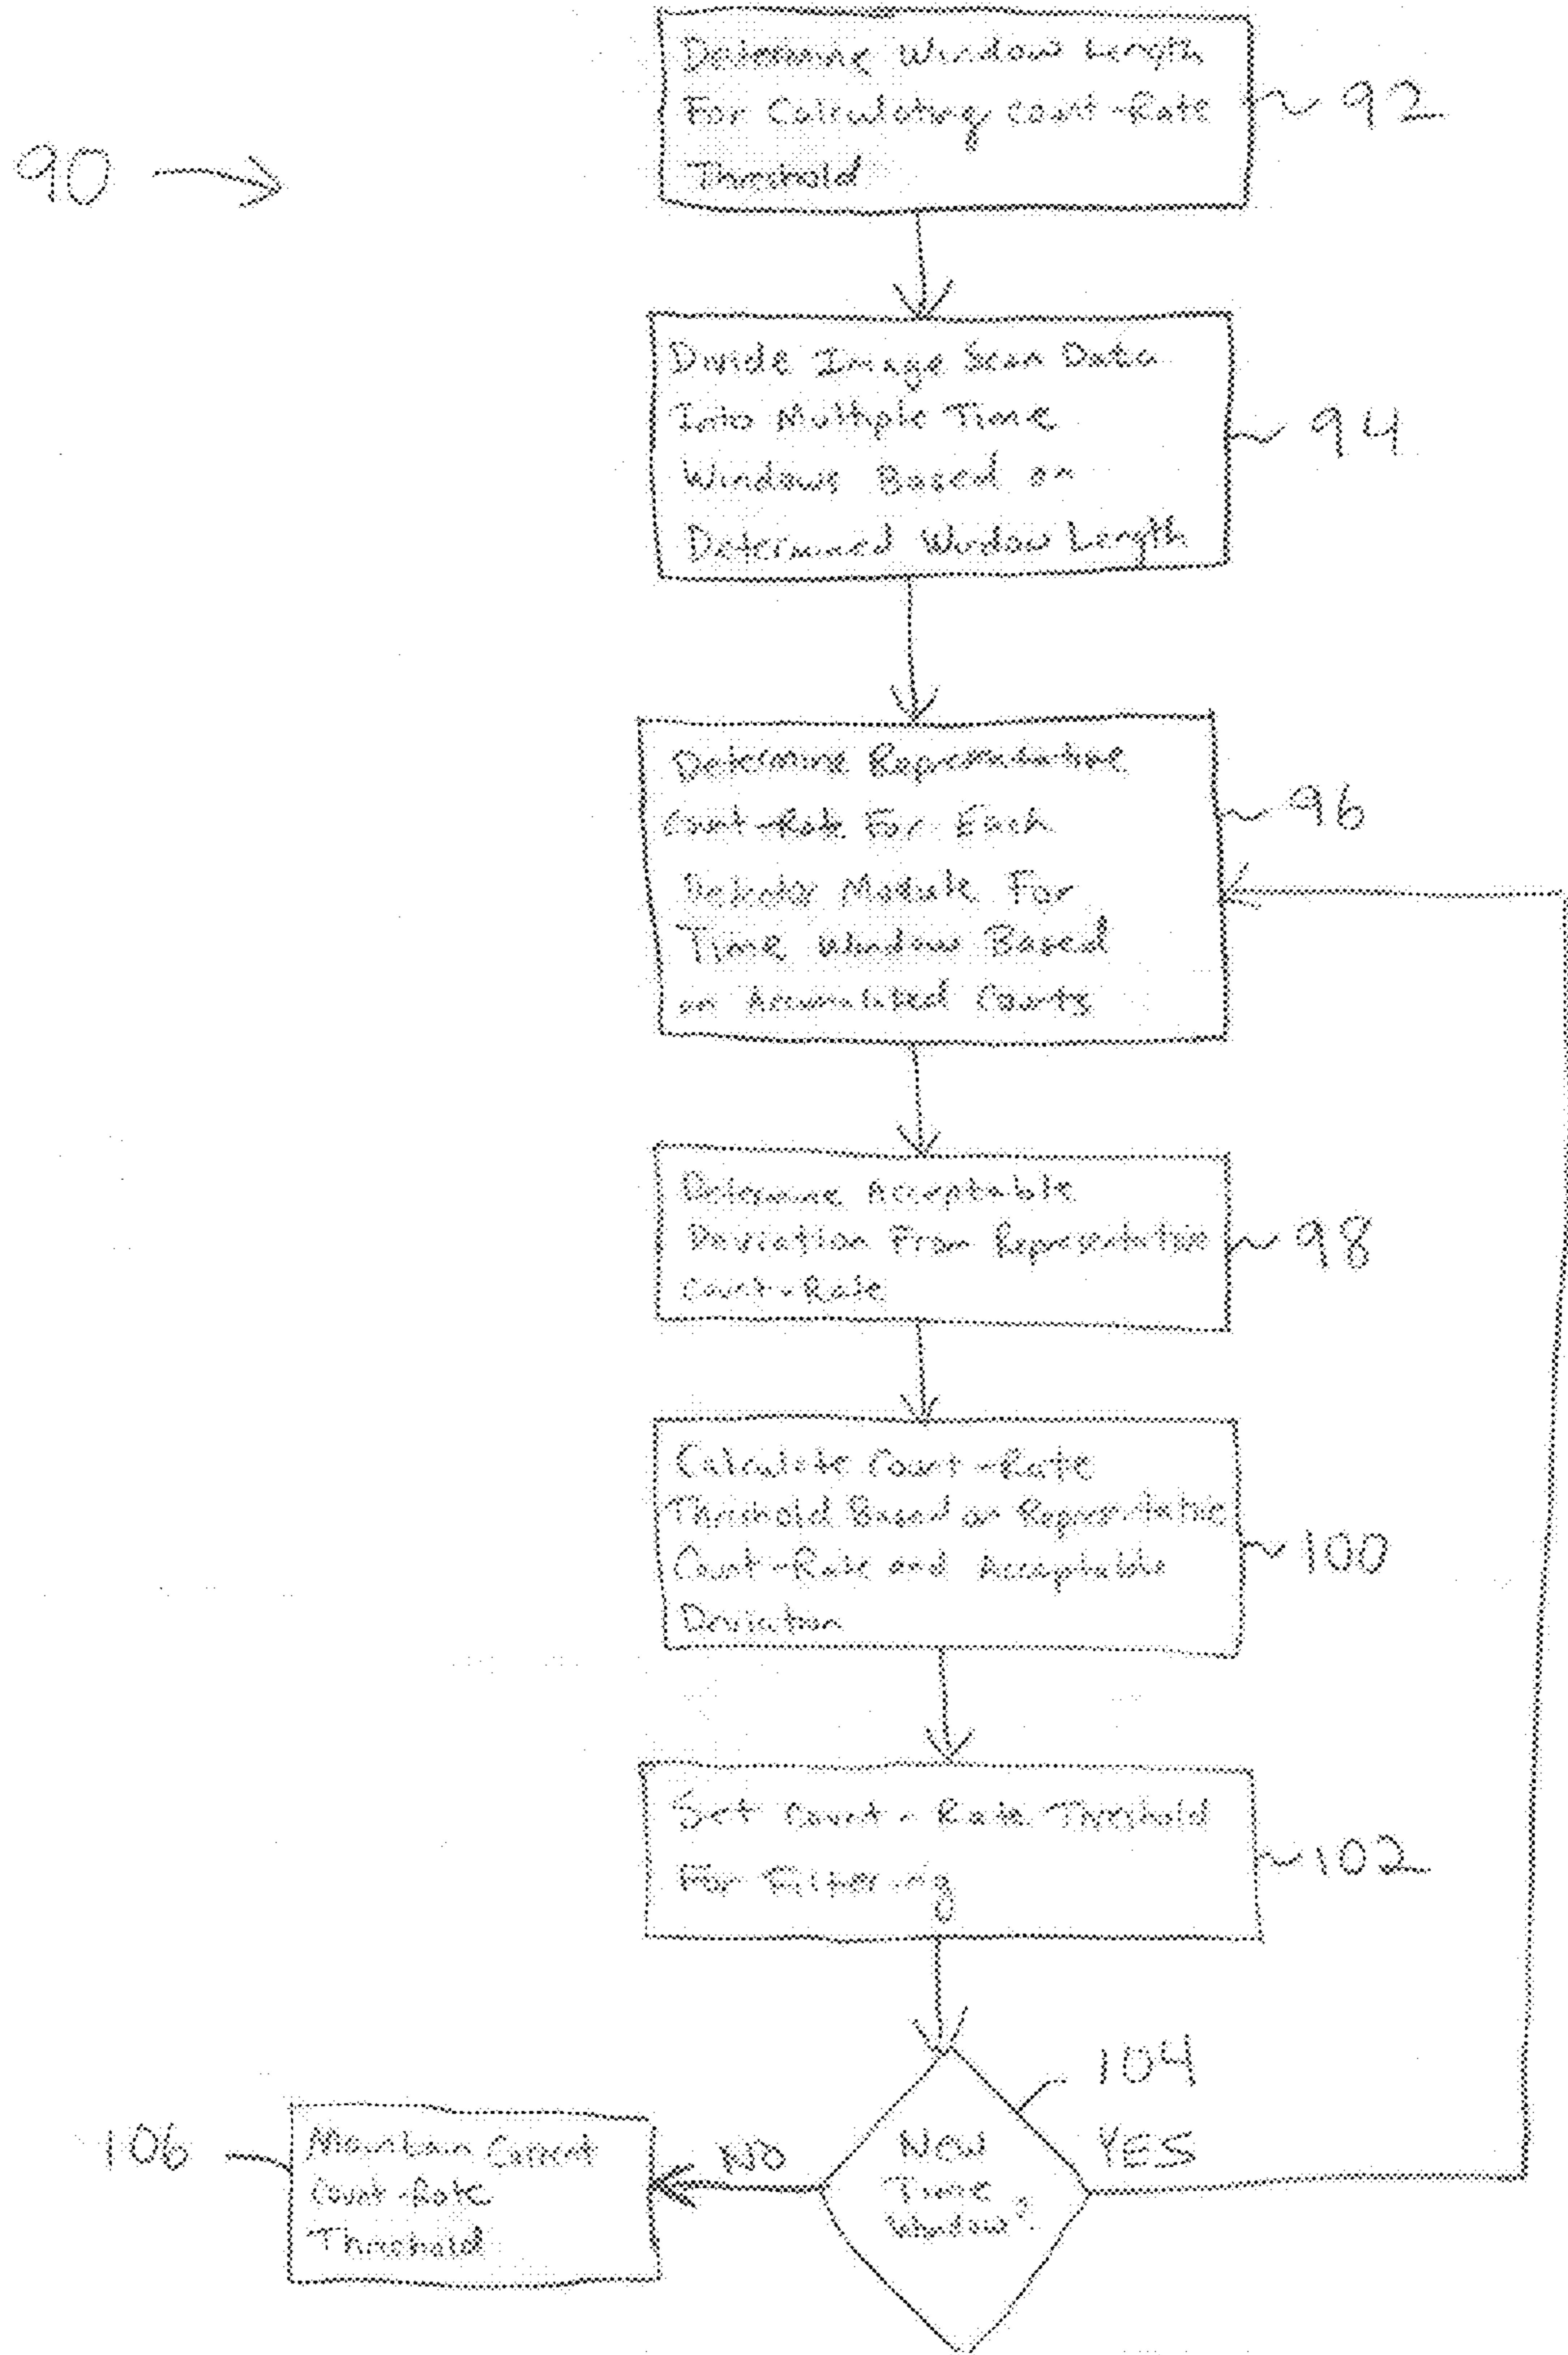 Determine Window Length
For Calculating Count-Rate
Threshold
92
90
Divide Image Scan Data
Into Multiple Time
Windows Based on
Determined Window Length
94
Determine Representative
Count-Rate For Each
Detector Module For
Time Window Based
on Accumulated Counts
96
Determine Acceptable
Deviation From Representative
Count-Rate
98
Calculate Count-Rate
Threshold Based on Representative
Count-Rate and Acceptable
Deviation
100
Set Count-Rate Threshold
For Filtering
102
104
New
Time
Window?
YES
NO
106
Maintain Current
Count-Rate
Threshold